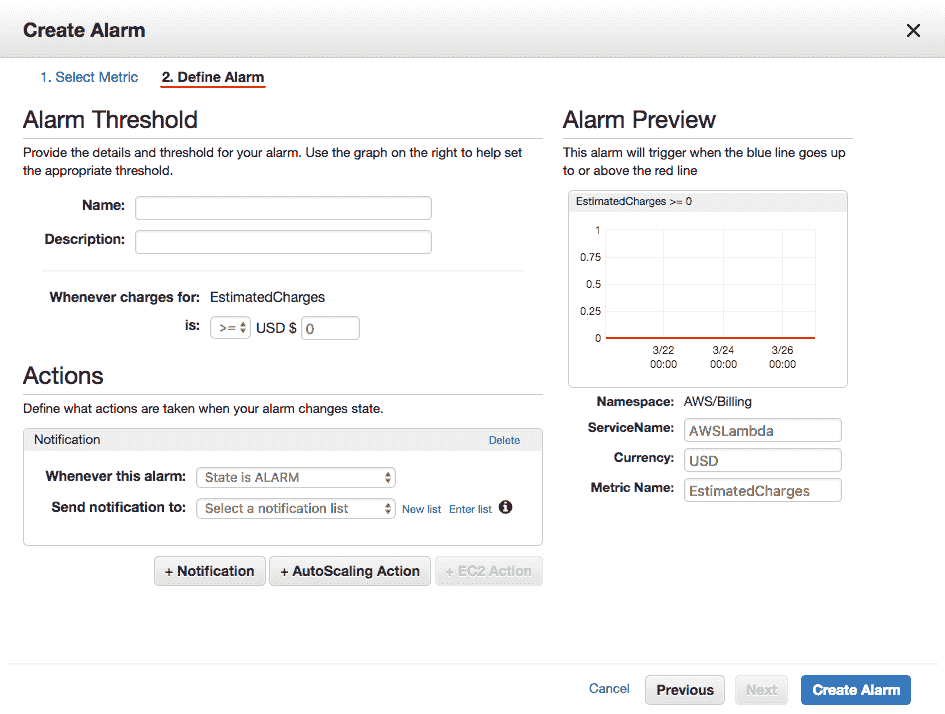 Create Alarm
1. Select Metric 2. Define Alarm
Alarm Threshold
Provide the details and threshold for your alarm. Use the graph on the right to help set
the appropriate threshold.
Name:
Description:
Whenever charges for: EstimatedCharges
is: >= USD $ 0
Actions
Define what actions are taken when your alarm changes state.
Notification Delete
Whenever this alarm: State is ALARM
Send notification to: Select a notification list New list Enter list
+ Notification + AutoScaling Action + EC2 Action
Alarm Preview
This alarm will trigger when the blue line goes up
to or above the red line
EstimatedCharges >= 0
1
0.75
0.5
0.25
0
3/22 3/24 3/26
00:00 00:00 00:00
Namespace: AWS/Billing
ServiceName: AWSLambda
Currency: USD
Metric Name: EstimatedCharges
Cancel Previous Next Create Alarm